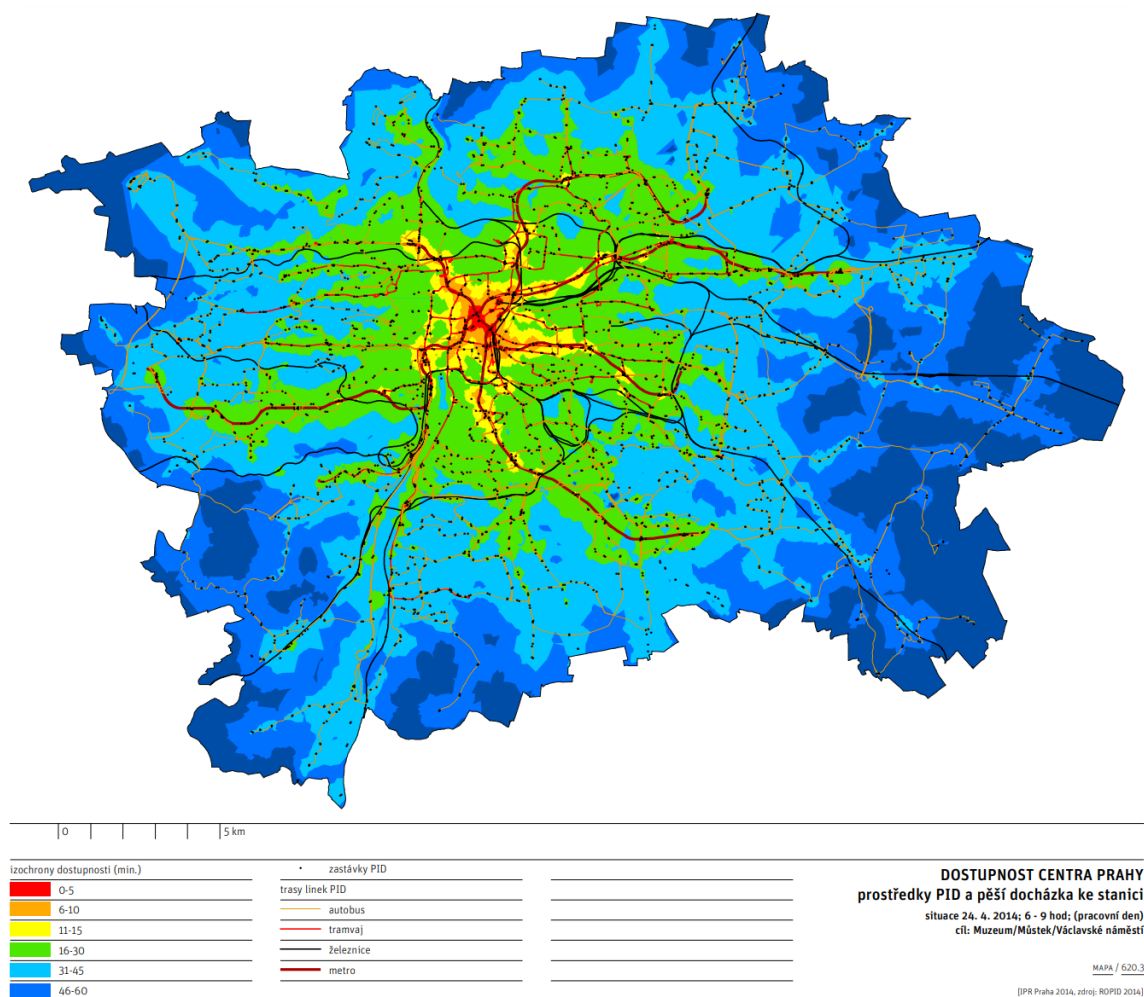 0
5 km
izochrony dostupnosti (min.)
0-5
6-10
11-15
16-30
31-45
46-60
zastávky PID
trasy linek PID
autobus
tramvaj
železnice
metro
DOSTUPNOST CENTRA PRAHY
prostředky PID a pěší docházka ke stanici
situace 24. 4. 2014; 6 - 9 hod; (pracovní den)
cíl: Muzeum/Můstek/Václavské náměstí
MAPA / 620.3
[IPR Praha 2014, zdroj: ROPID 2014]